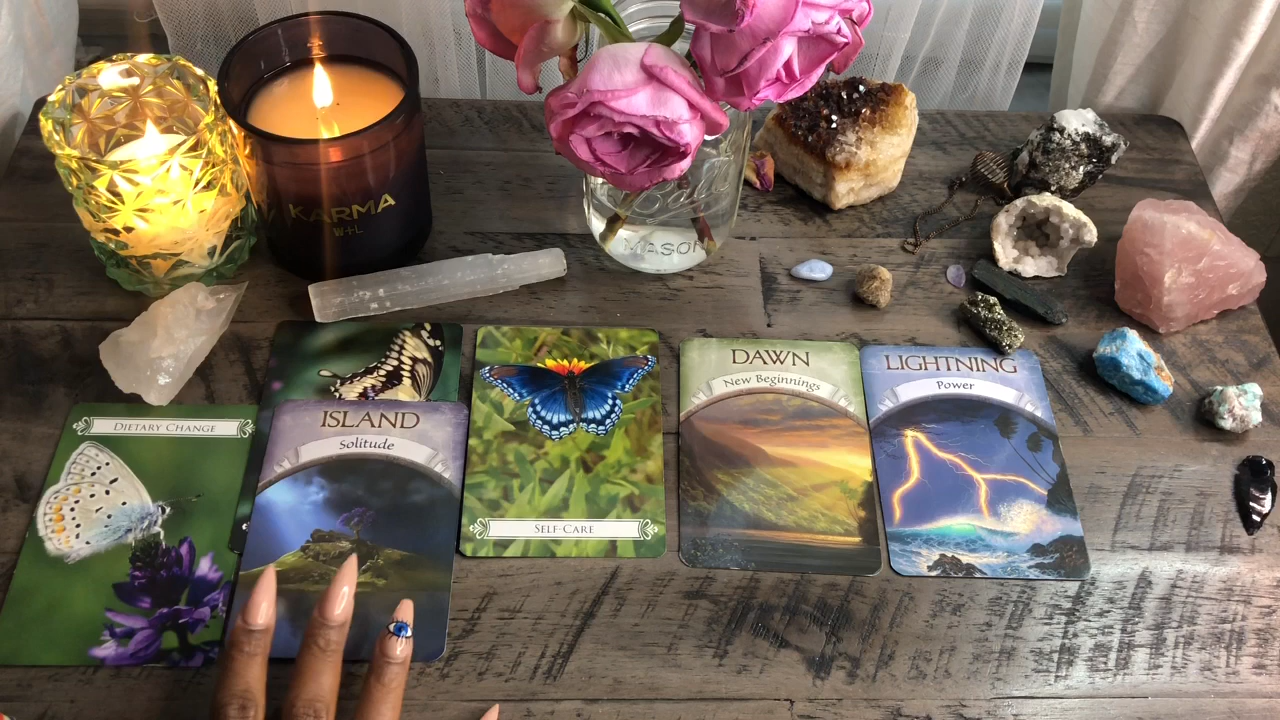 KARMA
W+L
MASON
DIETARY CHANGE
ISLAND
Solitude
SELF-CARE
DAWN
New Beginnings
LIGHTNING
Power